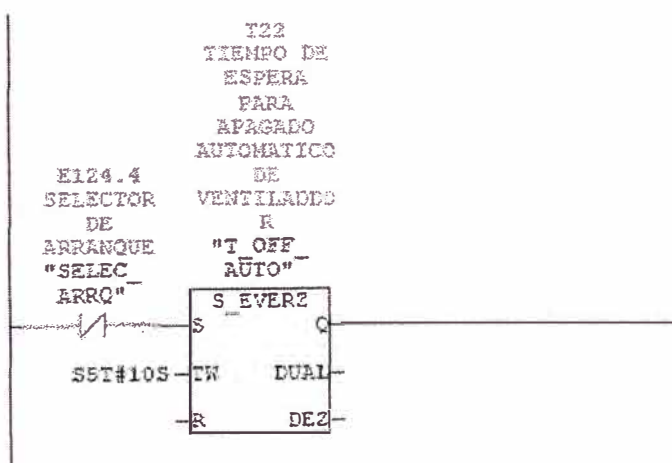 T22
TIEMPO DE
ESPERA
PARA
APAGADO
AUTOMATICO
DE
VENTILADDO
R
"T_OFF_
AUTO"
E124.4
SELECTOR
DE
ARRANQUE
"SELEC_
ARRQ"
S_EVERZ
S
Q
S5T#10S
TW
DUAL
R
DEZ